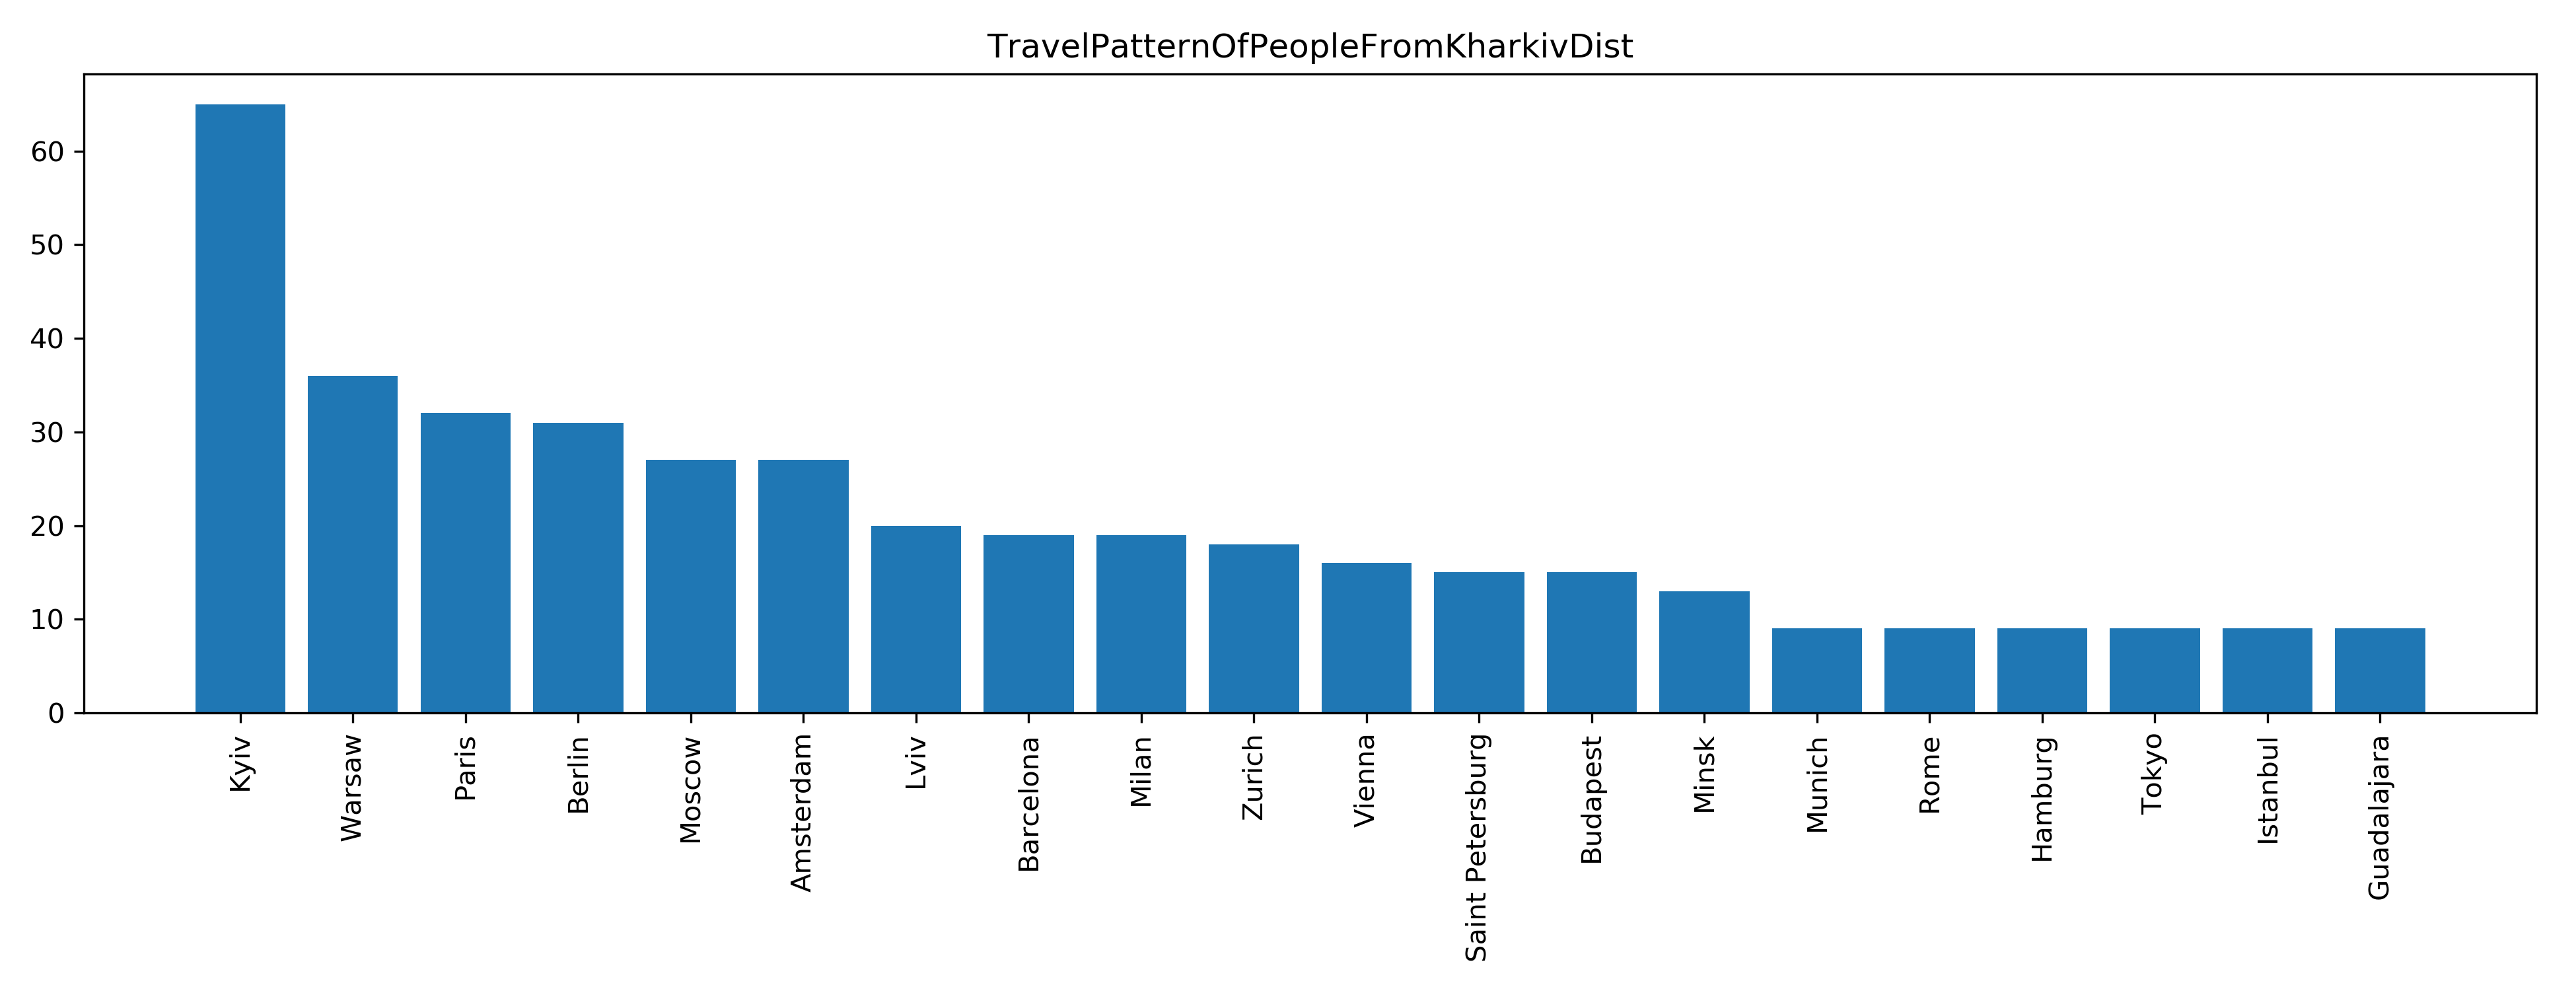 TravelPatternOfPeopleFromKharkivDist
60
50
40
30
20
10
0
Kyiv
Warsaw
Paris
Berlin
Moscow
Amsterdam
Lviv
Barcelona
Milan
Zurich
Vienna
Saint Petersburg
Budapest
Minsk
Munich
Rome
Hamburg
Tokyo
Istanbul
Guadalajara